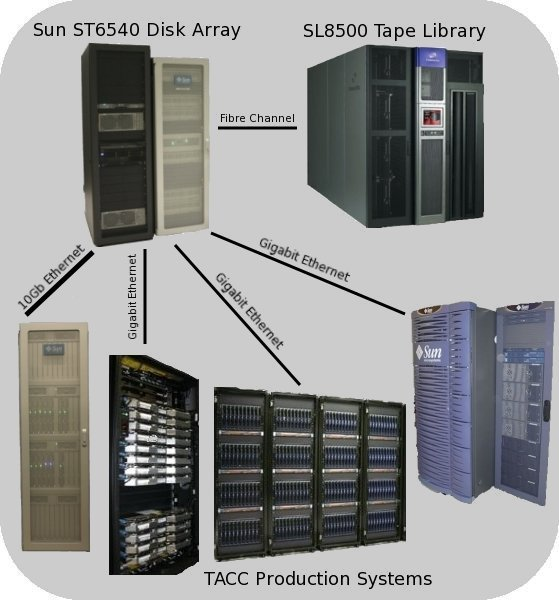 Sun ST6540 Disk Array
SL8500 Tape Library
Fibre Channel
10Gb Ethernet
Gigabit Ethernet
Gigabit Ethernet
Gigabit Ethernet
Sun
TACC Production Systems